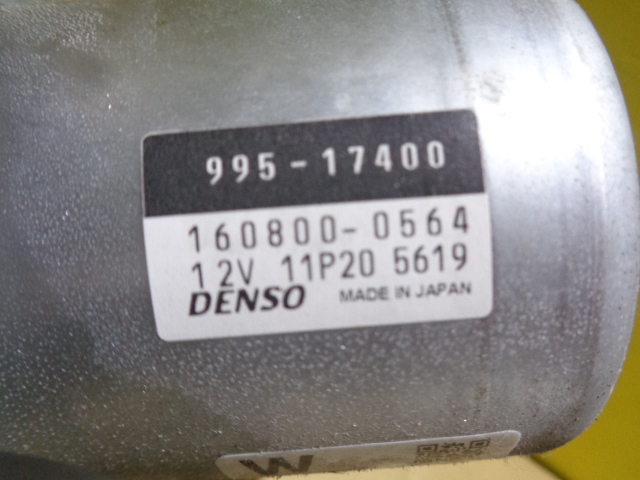 995-17400
160800-0564
12V 11P20 5619
DENSO MADE IN JAPAN
W